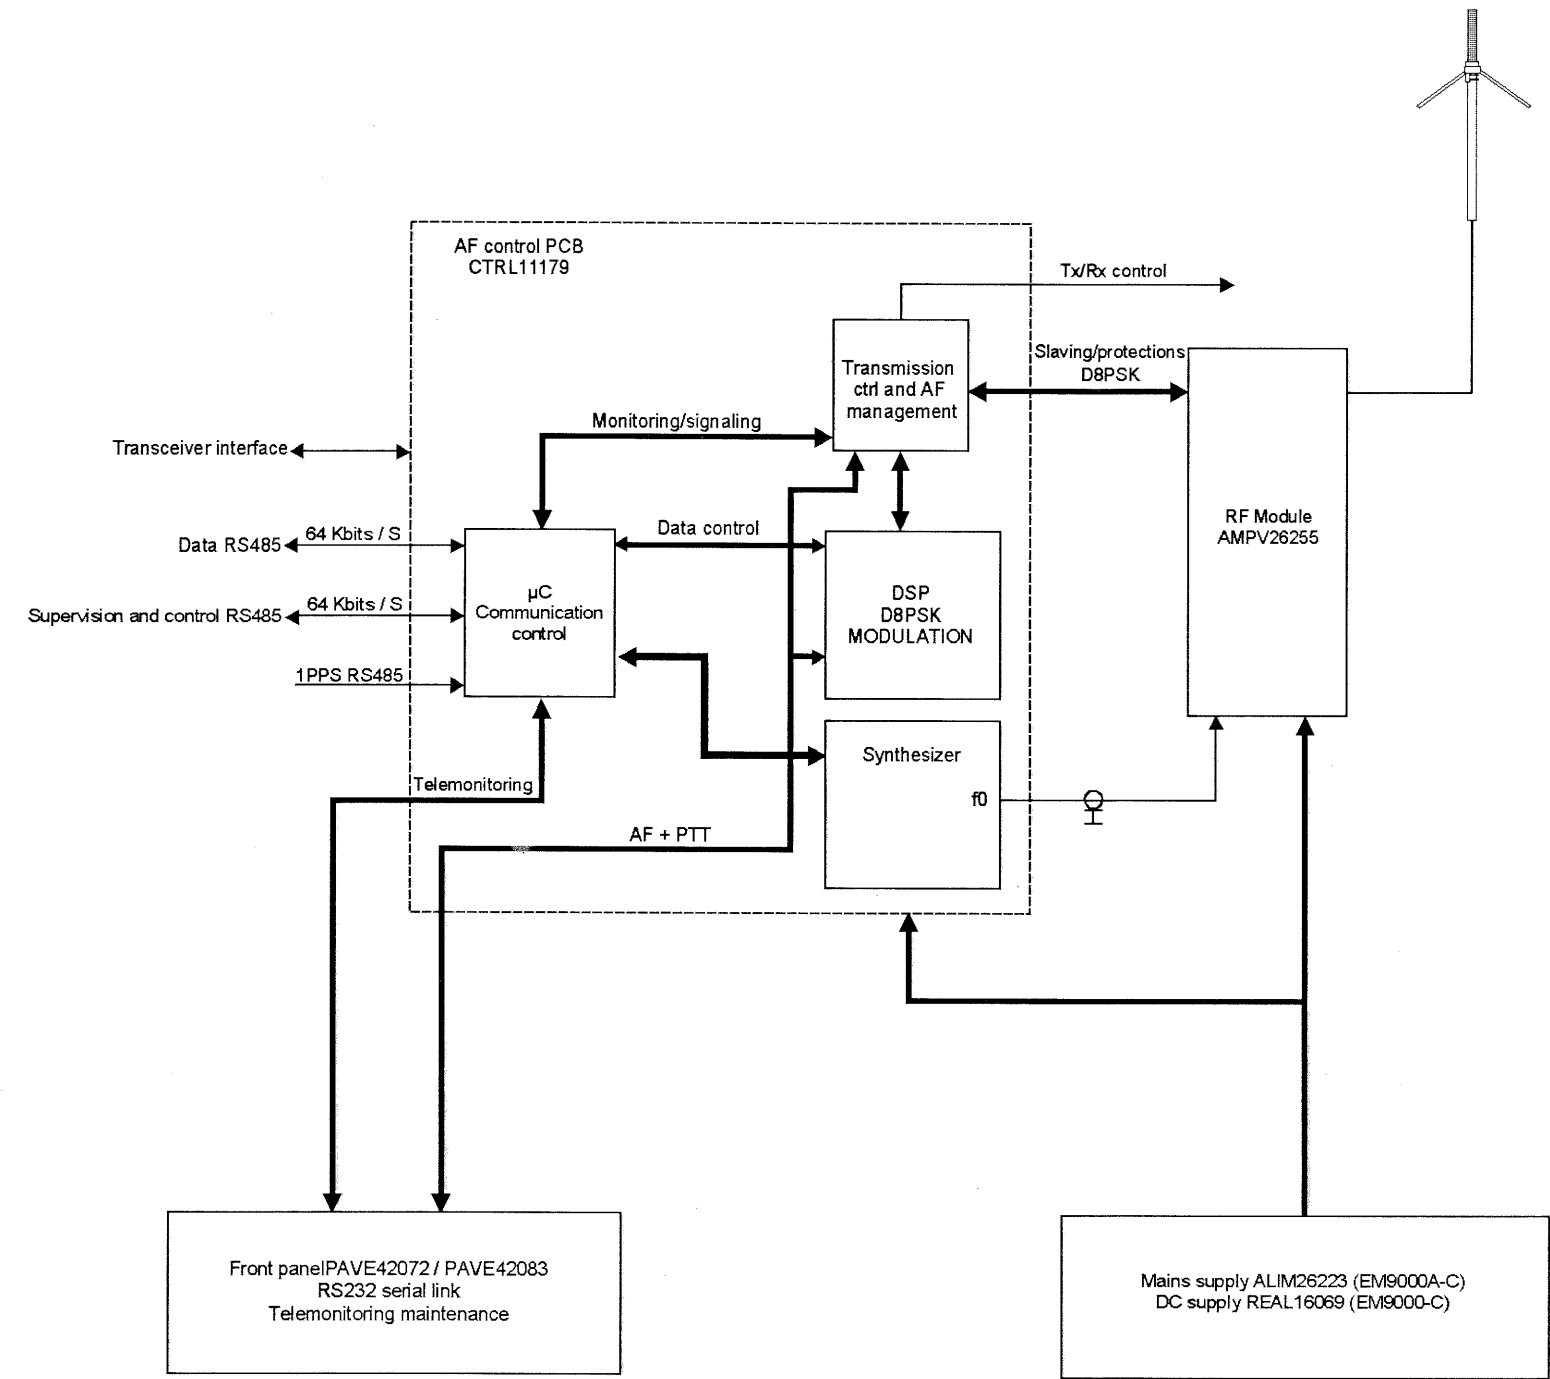 AF control PCB
CTRL11179
Tx/Rx control
Slaving/protections
D8PSK
Transmission
ctrl and AF
management
Monitoring/signaling
Transceiver interface
RF Module
AMPV26255
Data RS485
64 Kbits / S
Data control
µC
Communication
control
DSP
D8PSK
MODULATION
Supervision and control RS485
64 Kbits / S
1PPS RS485
Synthesizer
f0
Telemonitoring
AF + PTT
Front panelPAVE42072 / PAVE42083
RS232 serial link
Telemonitoring maintenance
Mains supply ALIM26223 (EM9000A-C)
DC supply REAL16069 (EM9000-C)